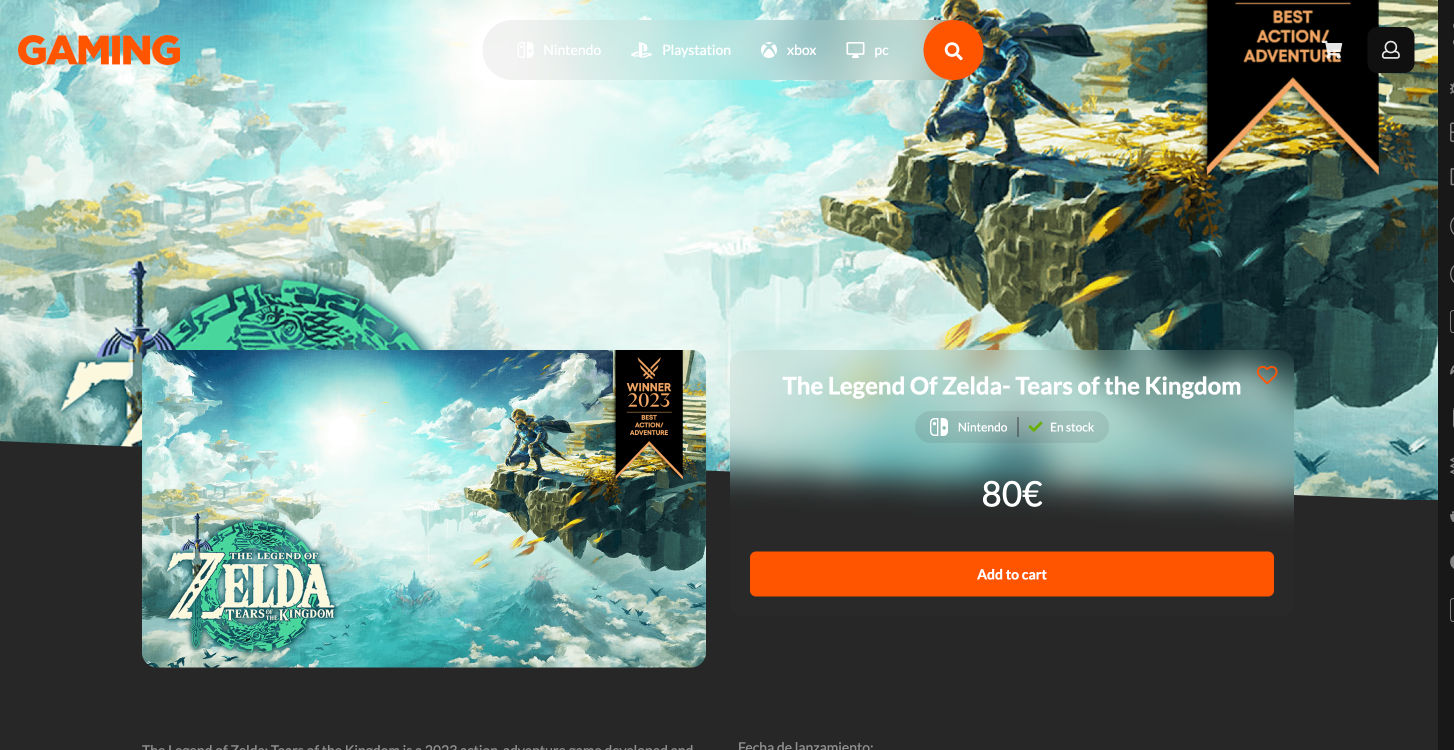 GAMING
Nintendo
Playstation
xbox
pc
BEST
ACTION/
ADVENTURE
The Legend Of Zelda- Tears of the Kingdom
Nintendo
En stock
80€
Add to cart
WINNER
2023
BEST
ACTION/
ADVENTURE
THE LEGEND OF
ZELDA
TEARS OF THE KINGDOM
The Legend of Zelda: Tears of the Kingdom is a 2023 action-adventure game developed and
Fecha de lanzamiento: